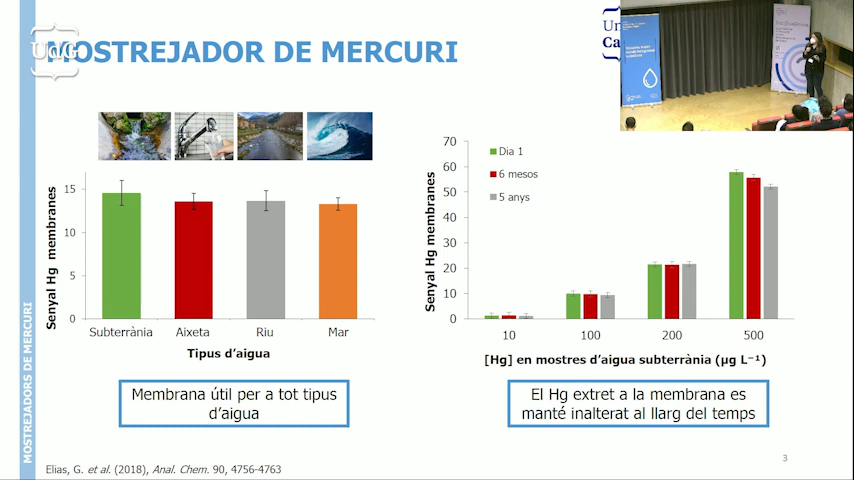 UdG
MOSTREJADOR DE MERCURI
Un
Ca
MOSTREJADORS DE MERCURI
Senyal Hg membranes
15
10
5
0
Subterrània Aixeta Riu Mar
Tipus d'aigua
Membrana útil per a tot tipus
d'aigua
Senyal Hg membranes
70
60
50
40
30
20
10
0
Dia 1
6 mesos
5 anys
10 100 200 500
[Hg] en mostres d'aigua subterrània (µg L⁻¹)
El Hg extret a la membrana es
manté inalterat al llarg del temps
Elias, G. et al. (2018), Anal. Chem. 90, 4756-4763
3